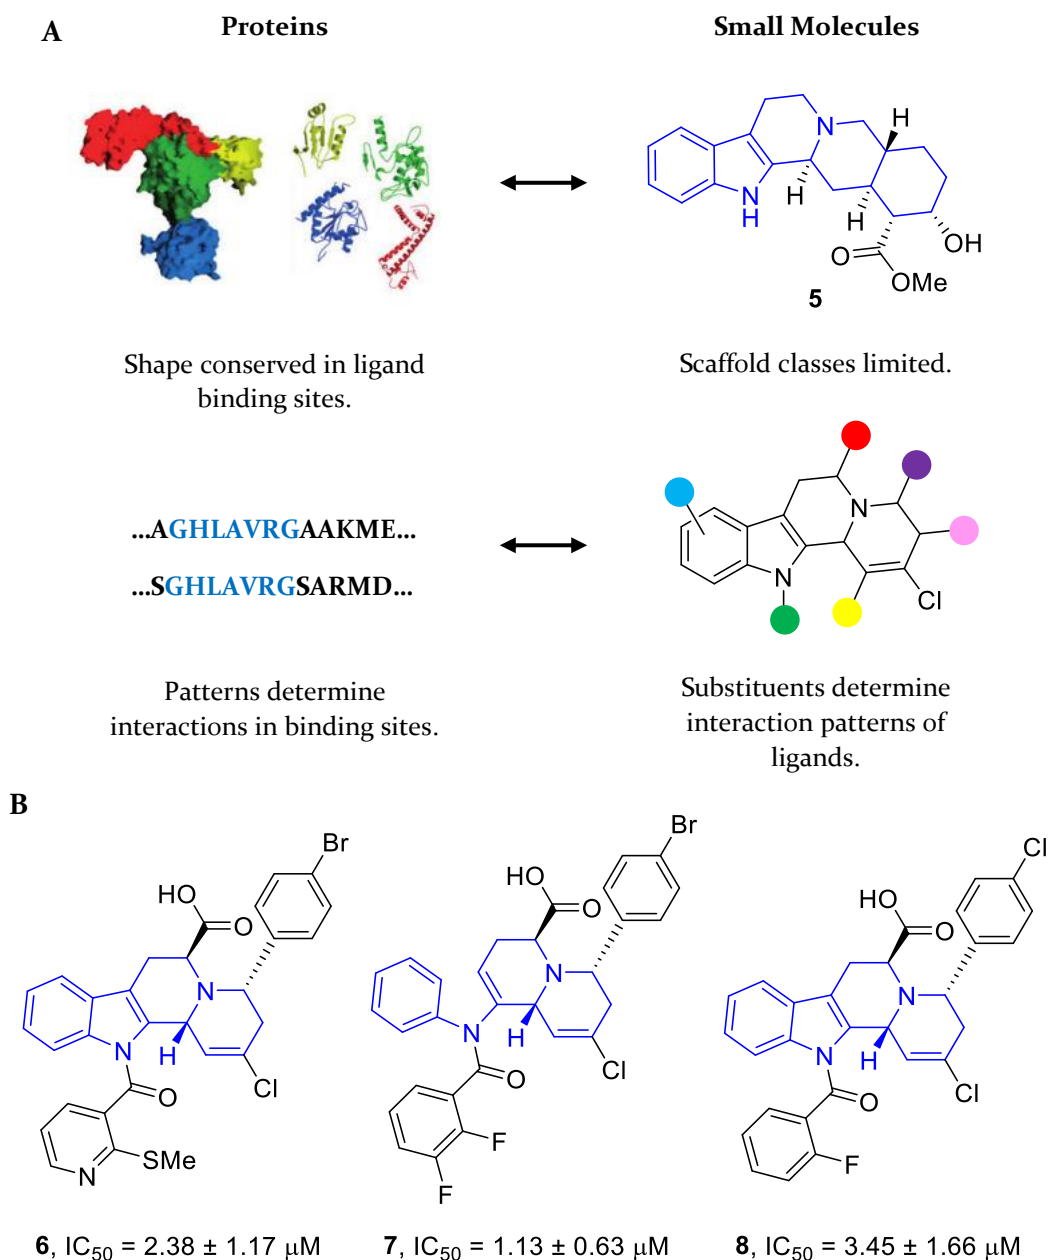 A
Proteins
Small Molecules
N
H
H
N
H
H
O
OH
OMe
5
Shape conserved in ligand
binding sites.
Scaffold classes limited.
...AGHLAVRGAAKME...
...SGHLAVRGSARMD...
N
N
Cl
Patterns determine
interactions in binding sites.
Substituents determine
interaction patterns of
ligands.
B
Br
HO
O
N
N
H
Cl
O
SMe
N
Br
HO
O
N
N
H
Cl
O
F
F
Cl
HO
O
N
N
H
Cl
O
F
6, IC50 = 2.38 ± 1.17 μM
7, IC50 = 1.13 ± 0.63 μM
8, IC50 = 3.45 ± 1.66 μM